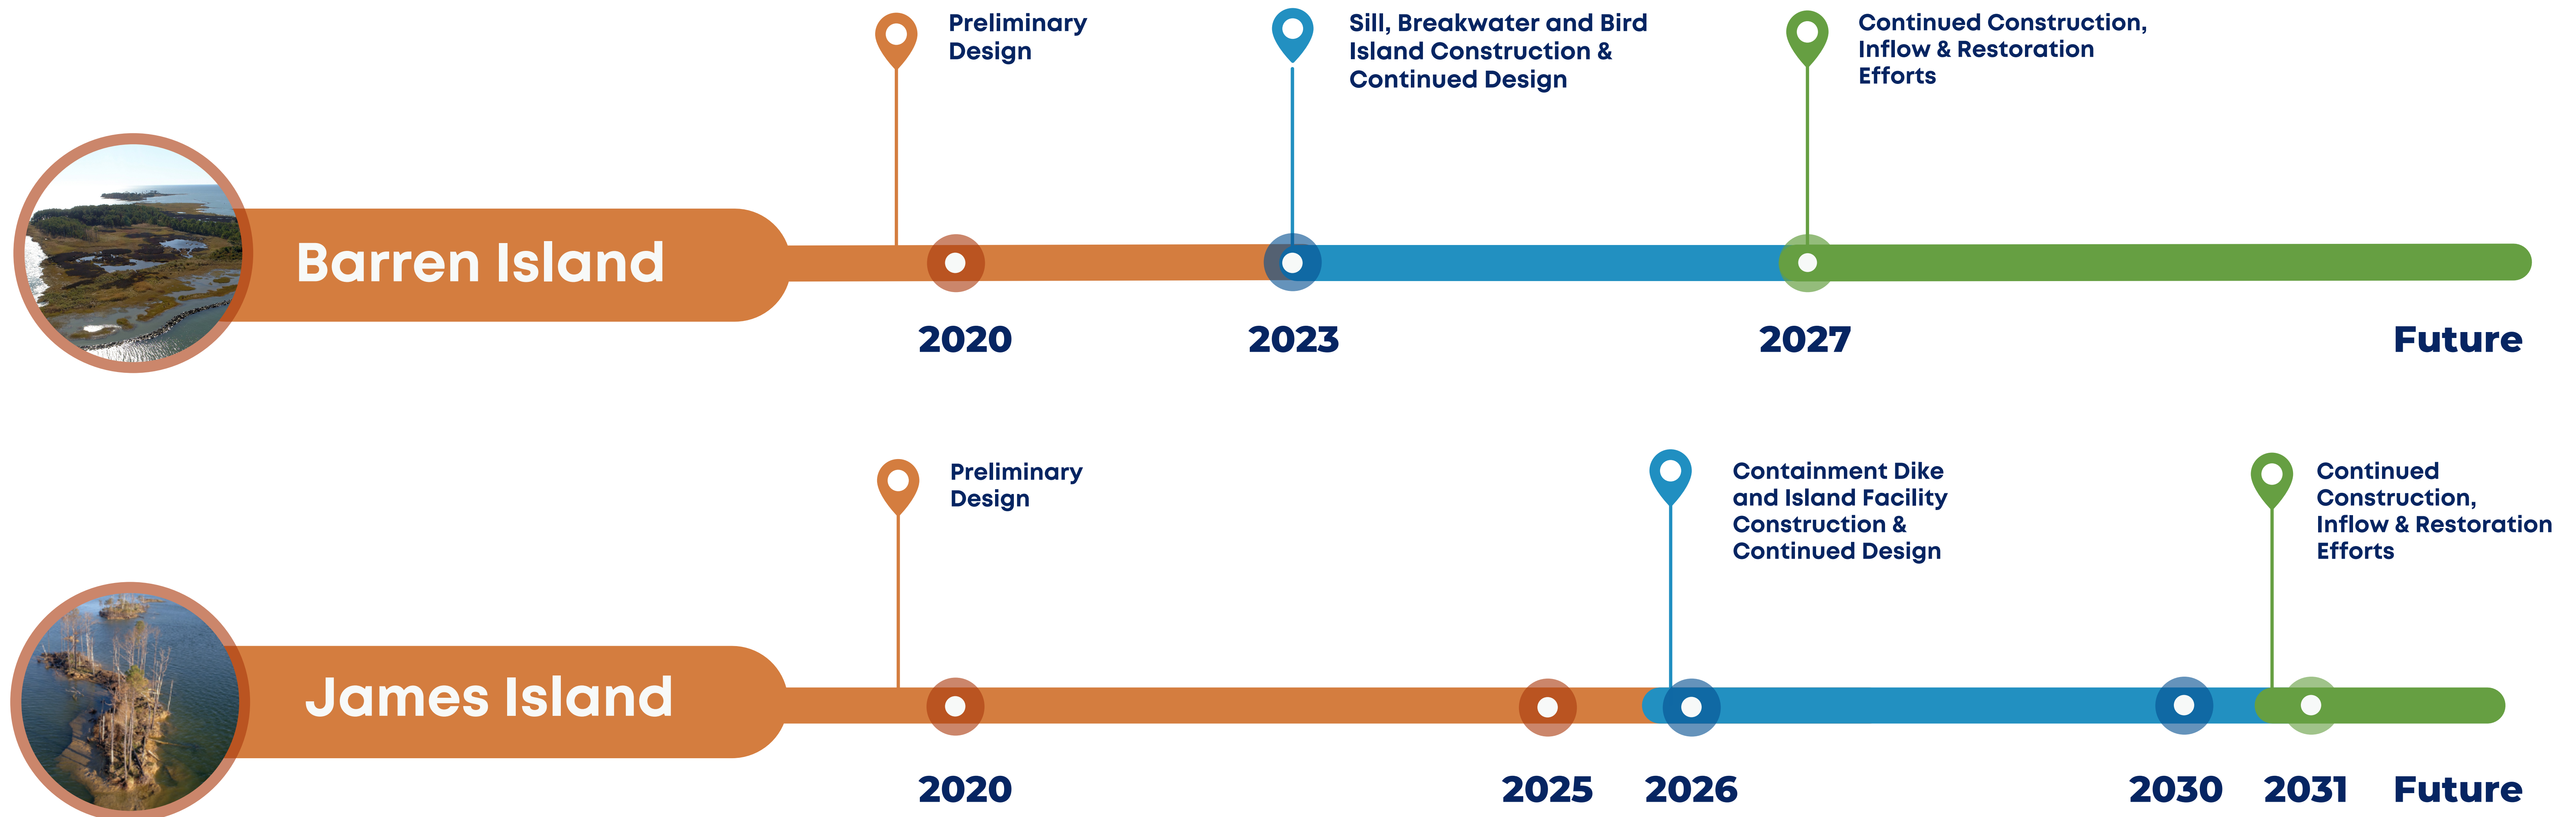 Preliminary
Design
Sill, Breakwater and Bird
Island Construction &
Continued Design
Continued Construction,
Inflow & Restoration
Efforts
Barren Island
2020
2023
2027
Future
Preliminary
Design
Containment Dike
and Island Facility
Construction &
Continued Design
Continued
Construction,
Inflow & Restoration
Efforts
James Island
2020
2025
2026
2030
2031
Future